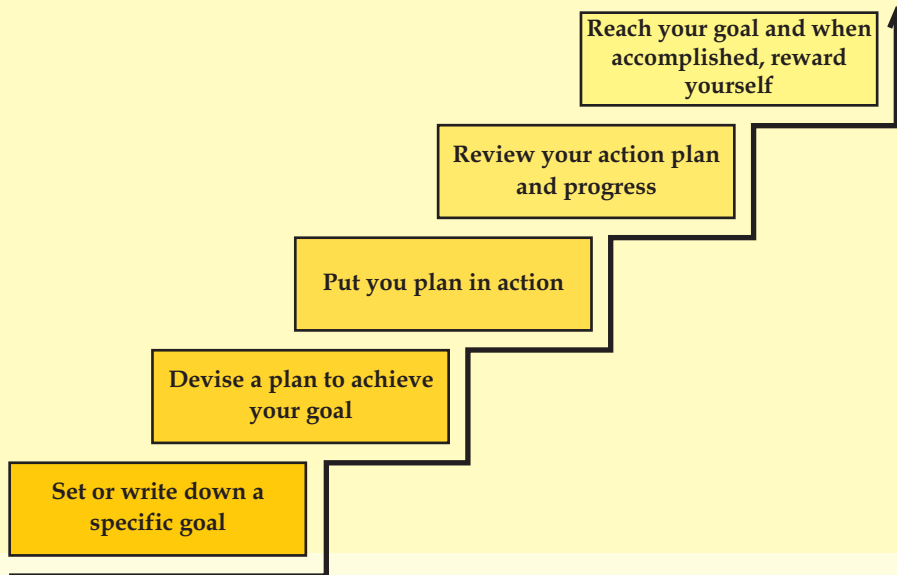 Reach your goal and when
accomplished, reward
yourself
Review your action plan
and progress
Put you plan in action
Devise a plan to achieve
your goal
Set or write down a
specific goal